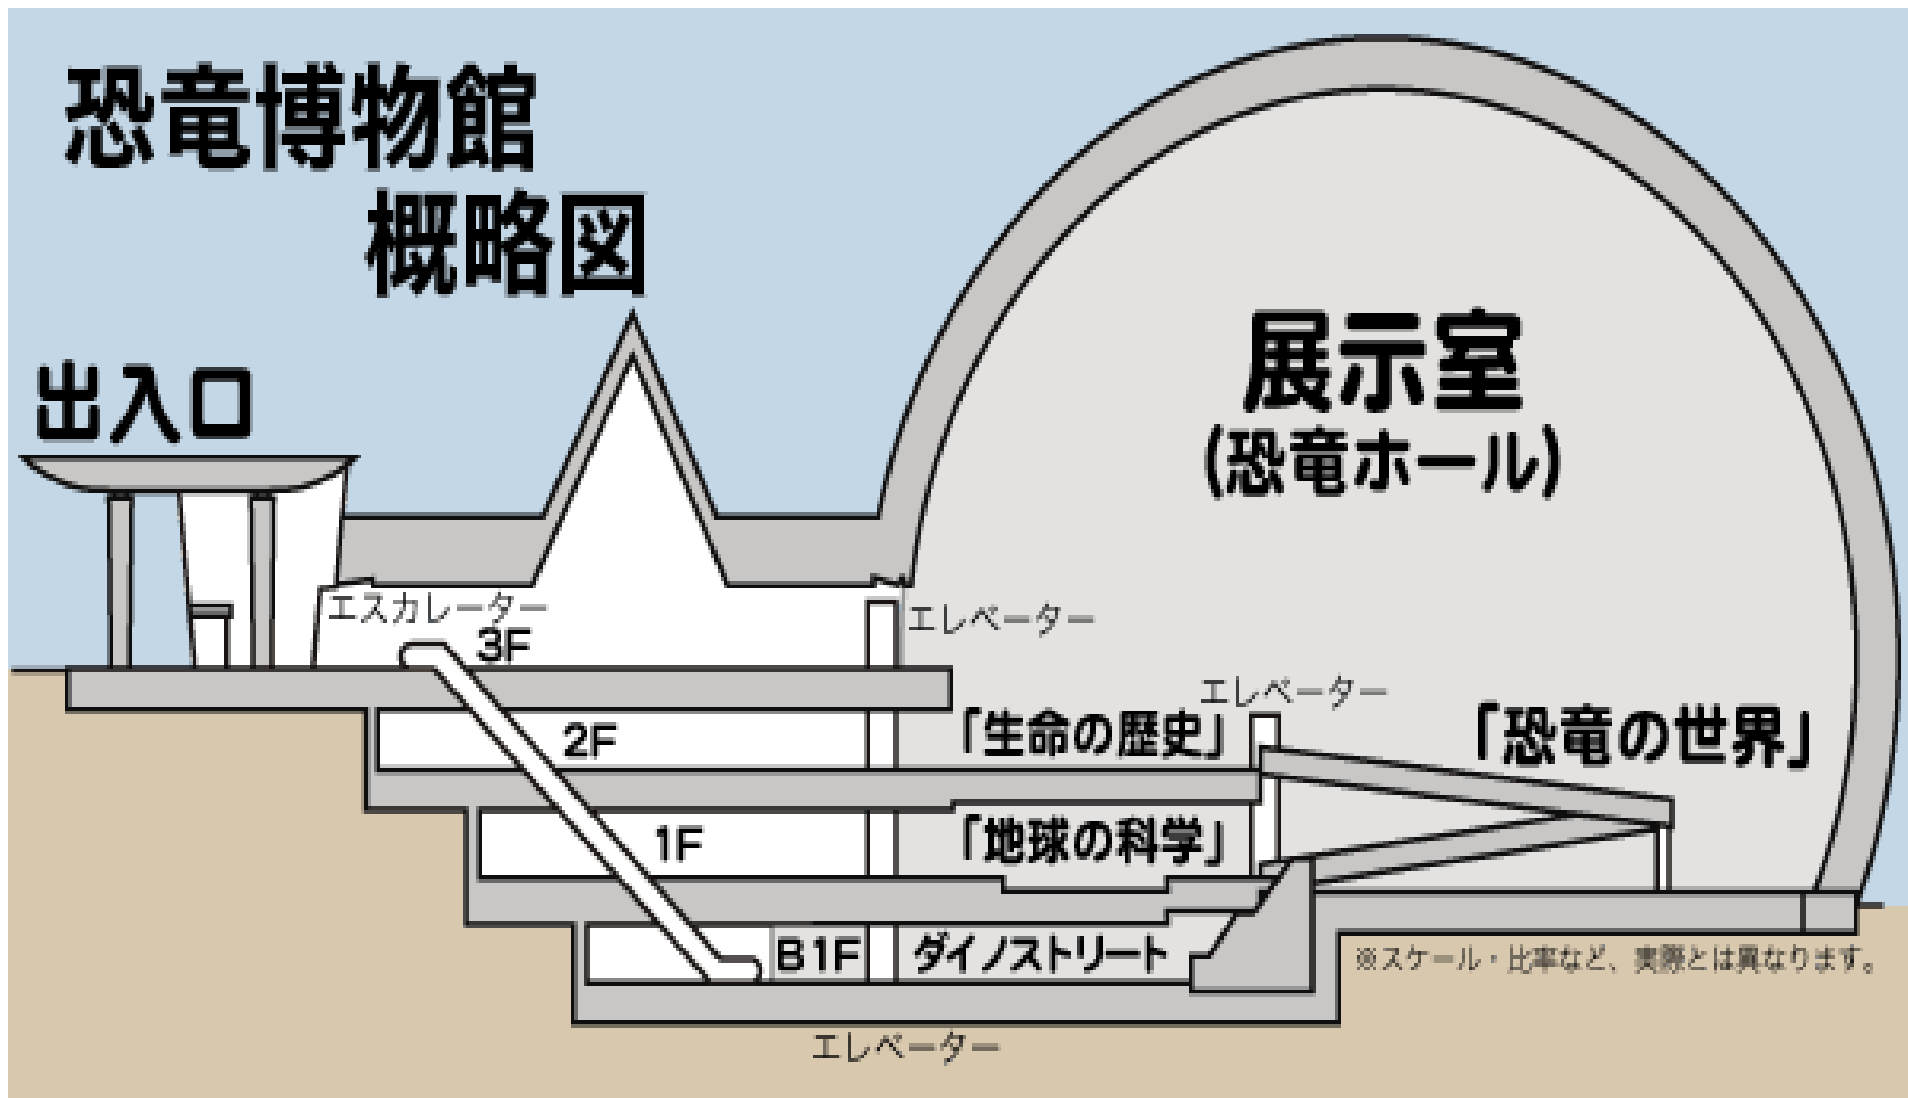 恐竜博物館
概略図
出入口
展示室
(恐竜ホール)
エスカレーター
3F
エレベーター
エレベーター
2F
「生命の歴史」
「恐竜の世界」
1F
「地球の科学」
B1F
ダイノストリート
※スケール・比率など、実際とは異なります。
エレベーター